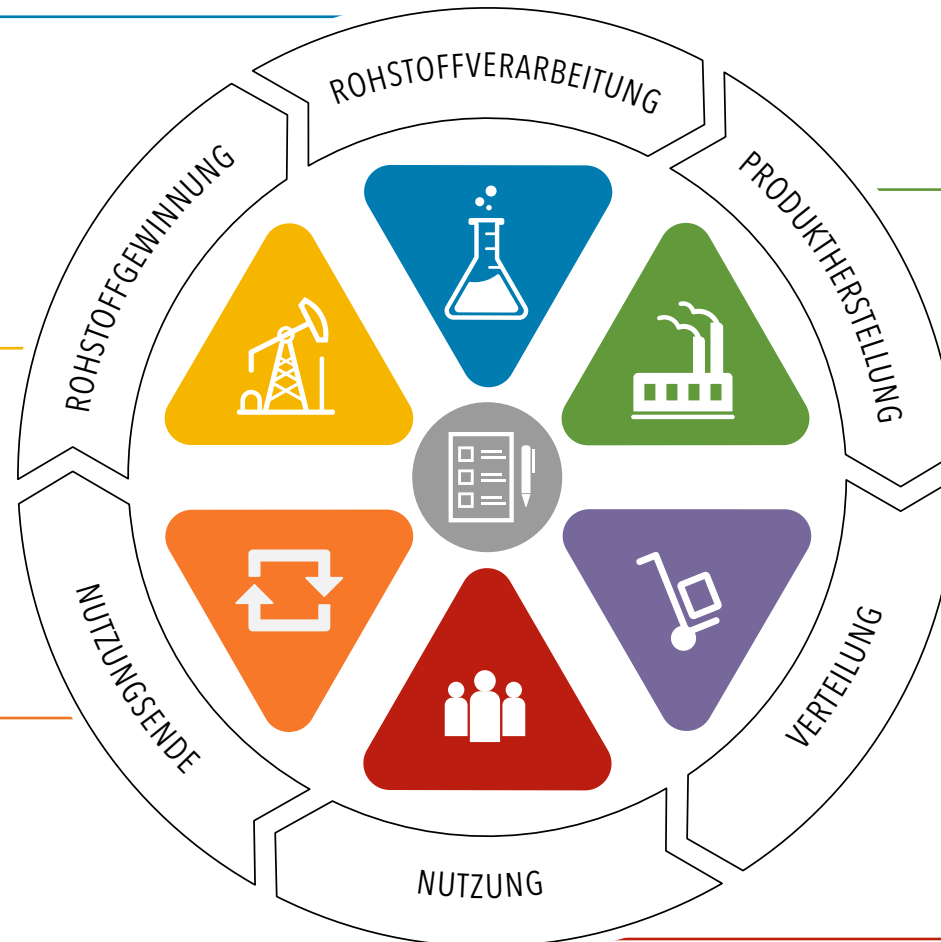 ROHSTOFFVERARBEITUNG
PRODUKTHERSTELLUNG
VERTEILUNG
NUTZUNG
NUTZUNGSENDE
ROHSTOFFGEWINNUNG